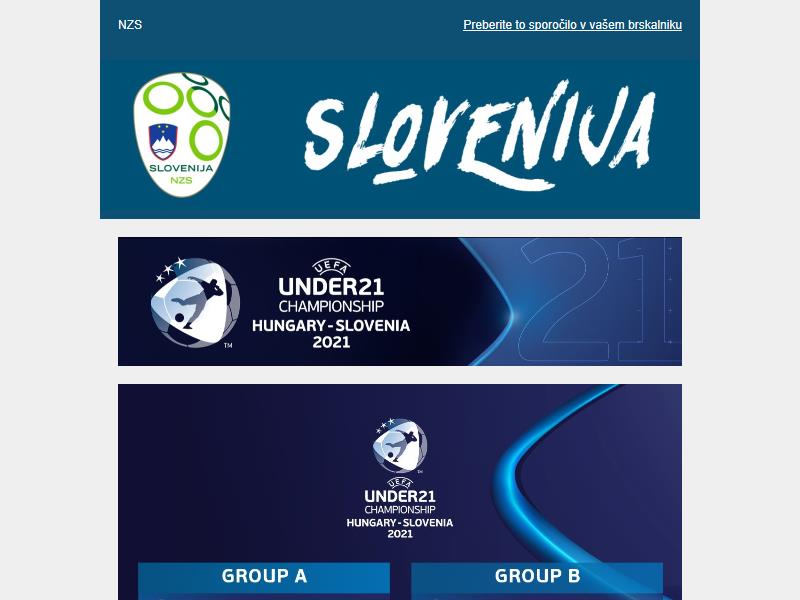 NZS
Preberite to sporočilo v vašem brskalniku
SLOVENIJA
NZS
SLOVENIJA
UEFA
UNDER21
CHAMPIONSHIP
HUNGARY - SLOVENIA
2021
TM
21
UEFA
UNDER21
CHAMPIONSHIP
HUNGARY - SLOVENIA
2021
GROUP A
GROUP B